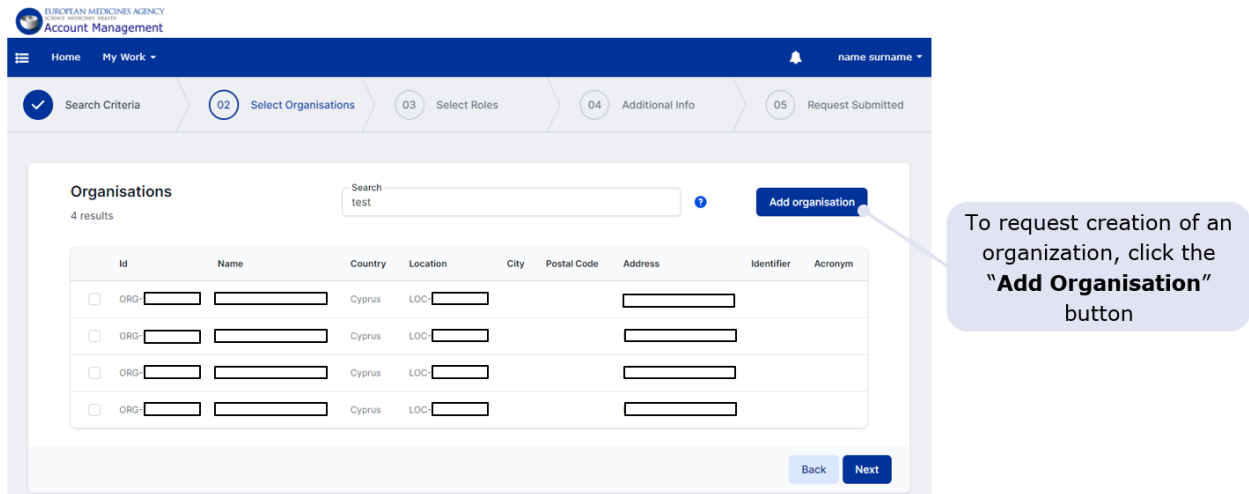 EUROPEAN MEDICINES AGENCY
SCIENCE MEDICINES HEALTH
Account Management
Home My Work name surname
Search Criteria 02 Select Organisations 03 Select Roles 04 Additional Info 05 Request Submitted
Organisations
4 results
Search
test
?
Add organisation
Id Name Country Location City Postal Code Address Identifier Acronym
ORG- Cyprus LOC-
ORG- Cyprus LOC-
ORG- Cyprus LOC-
ORG- Cyprus LOC-
Back Next
To request creation of an
organization, click the
“Add Organisation”
button